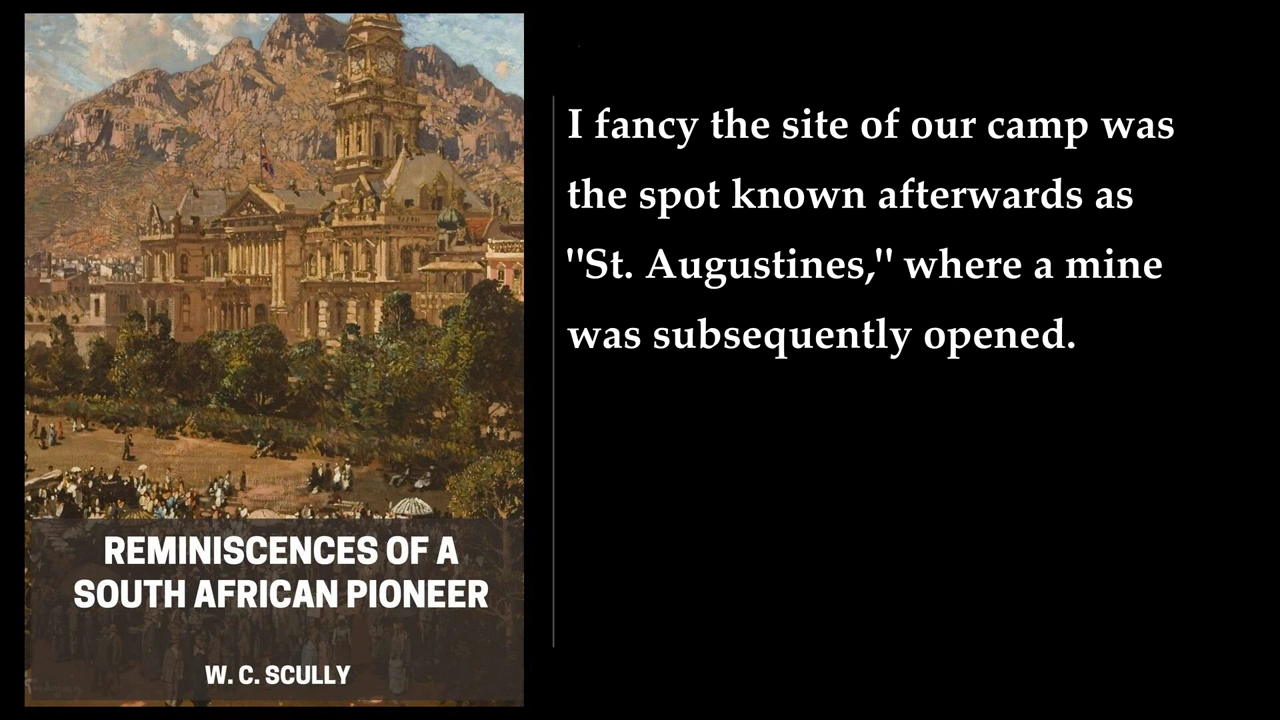 REMINISCENCES OF A
SOUTH AFRICAN PIONEER
W. C. SCULLY
I fancy the site of our camp was
the spot known afterwards as
"St. Augustines," where a mine
was subsequently opened.